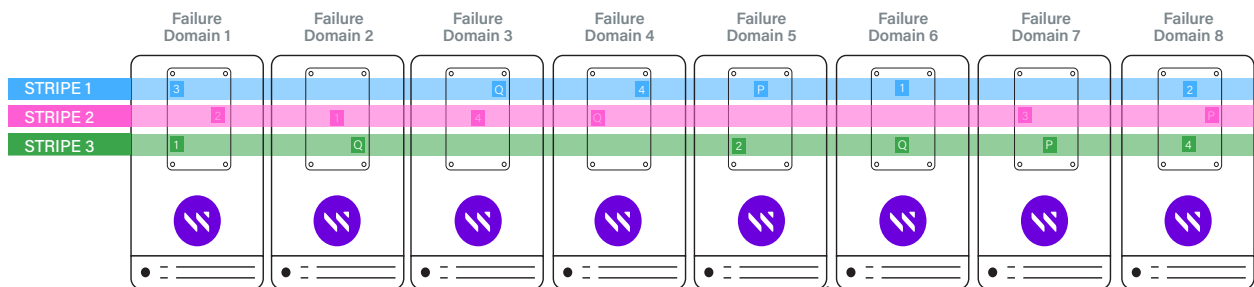 Failure Domain 1
Failure Domain 2
Failure Domain 3
Failure Domain 4
Failure Domain 5
Failure Domain 6
Failure Domain 7
Failure Domain 8
STRIPE 1 3 Q 4 P 1 2
STRIPE 2 2 1 4 Q 3 P
STRIPE 3 1 Q 2 Q P 4